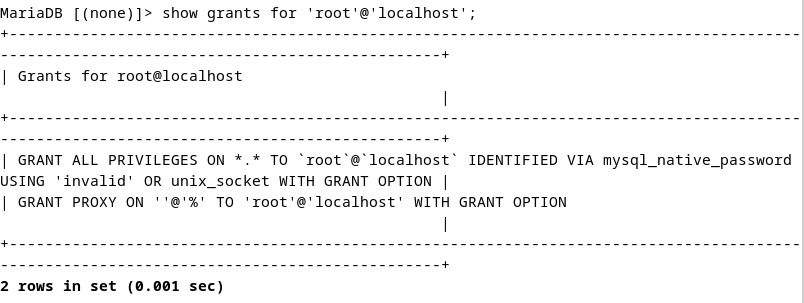 MariaDB [(none)]> show grants for 'root'@'localhost';
+----------------------------------------------------------------------------------------
-------------------------------------------------+
| Grants for root@localhost
                                                 |
+----------------------------------------------------------------------------------------
-------------------------------------------------+
| GRANT ALL PRIVILEGES ON *.* TO `root`@`localhost` IDENTIFIED VIA mysql_native_password
USING 'invalid' OR unix_socket WITH GRANT OPTION |
| GRANT PROXY ON ''@'%' TO 'root'@'localhost' WITH GRANT OPTION
                                                 |
+----------------------------------------------------------------------------------------
-------------------------------------------------+
2 rows in set (0.001 sec)